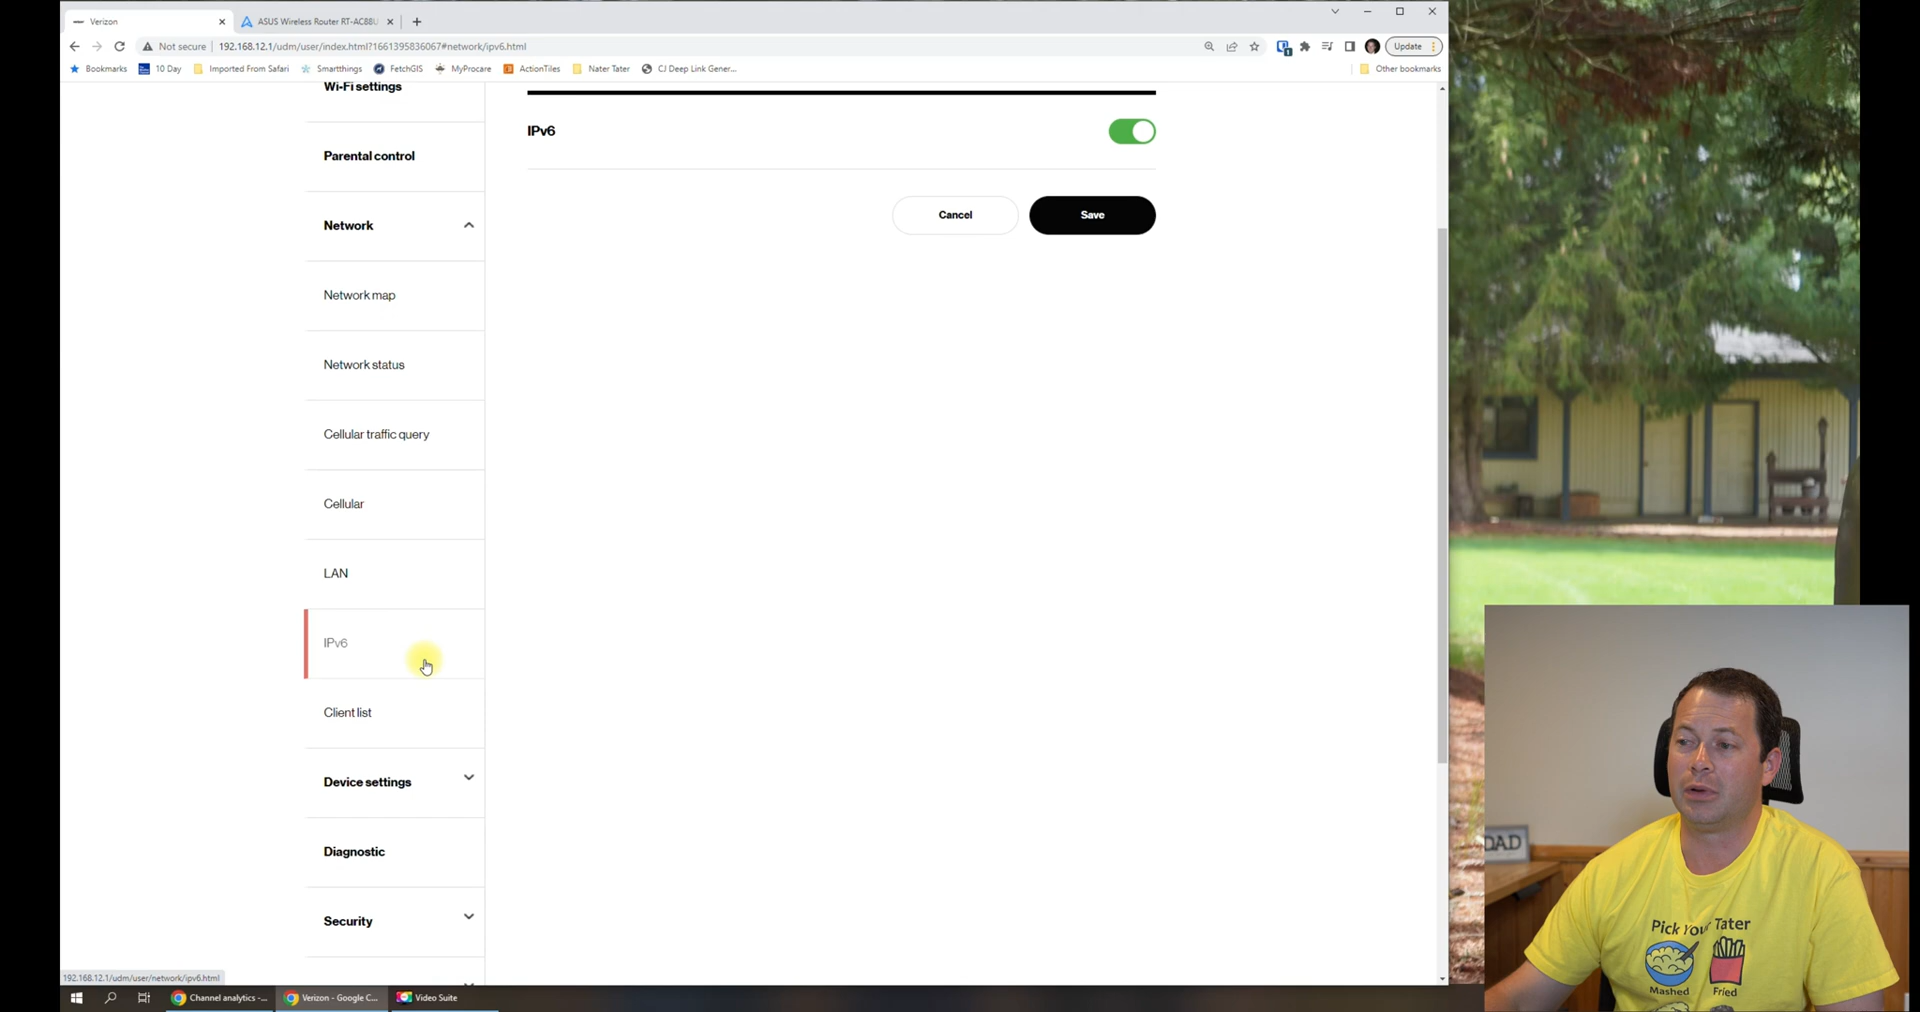 Verizon
ASUS Wireless Router RT-AC88U
Not secure
192.168.12.1/udm/user/index.html?1661395836067#network/ipv6.html
Update
Bookmarks
10 Day
Imported From Safari
Smartthings
FetchGIS
MyProcare
ActionTiles
Nater Tater
CJ Deep Link Gener...
Other bookmarks
Wi-Fi settings
Parental control
Network
Network map
Network status
Cellular traffic query
Cellular
LAN
IPv6
Client list
Device settings
Diagnostic
Security
IPv6
Cancel
Save
192.168.12.1/udm/user/network/ipv6.html
Channel analytics -...
Verizon - Google C...
Video Suite
DAD
Pick Your Tater
Mashed
Fried